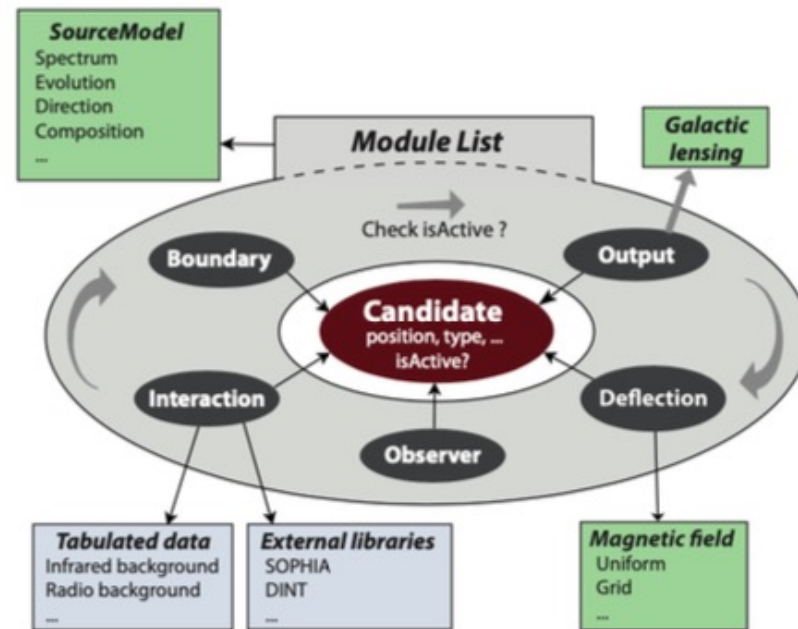 SourceModel
Spectrum
Evolution
Direction
Composition
...
Module List
Galactic
lensing
Check isActive ?
Boundary
Output
Candidate
position, type, ...
isActive?
Interaction
Deflection
Observer
Tabulated data
Infrared background
Radio background
...
External libraries
SOPHIA
DINT
...
Magnetic field
Uniform
Grid
...